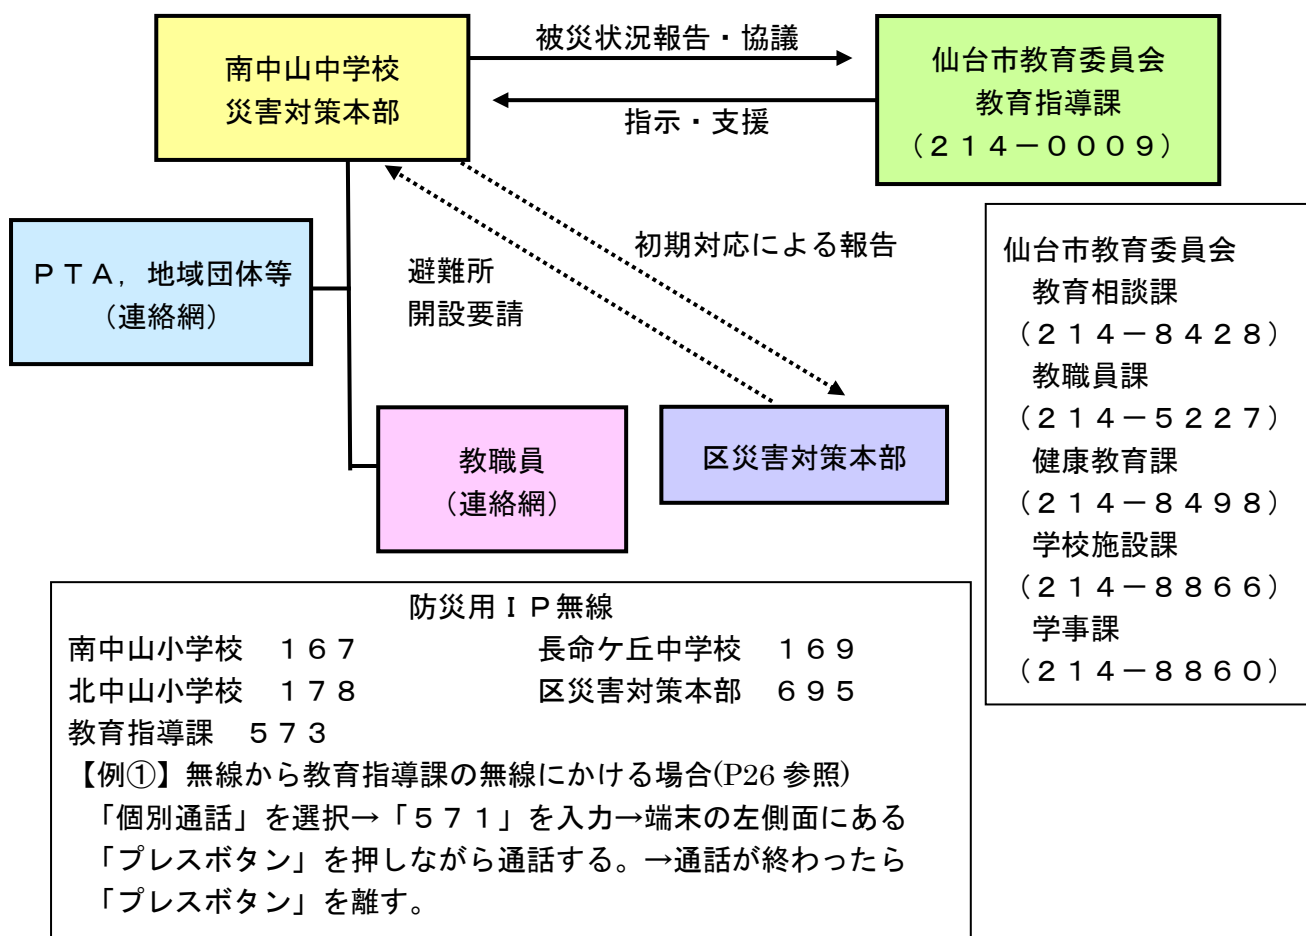 南中山中学校
災害対策本部
被災状況報告・協議
指示・支援
仙台市教育委員会
教育指導課
(214-0009)
PTA,地域団体等
(連絡網)
避難所
開設要請
初期対応による報告
教職員
(連絡網)
区災害対策本部
仙台市教育委員会
教育相談課
(214-8428)
教職員課
(214-5227)
健康教育課
(214-8498)
学校施設課
(214-8866)
学事課
(214-8860)
防災用IP無線
南中山小学校 167 長命ケ丘中学校 169
北中山小学校 178 区災害対策本部 695
教育指導課 573
【例①】無線から教育指導課の無線にかける場合(P26 参照)
「個別通話」を選択→「571」を入力→端末の左側面にある
「プレスボタン」を押しながら通話する。→通話が終わったら
「プレスボタン」を離す。